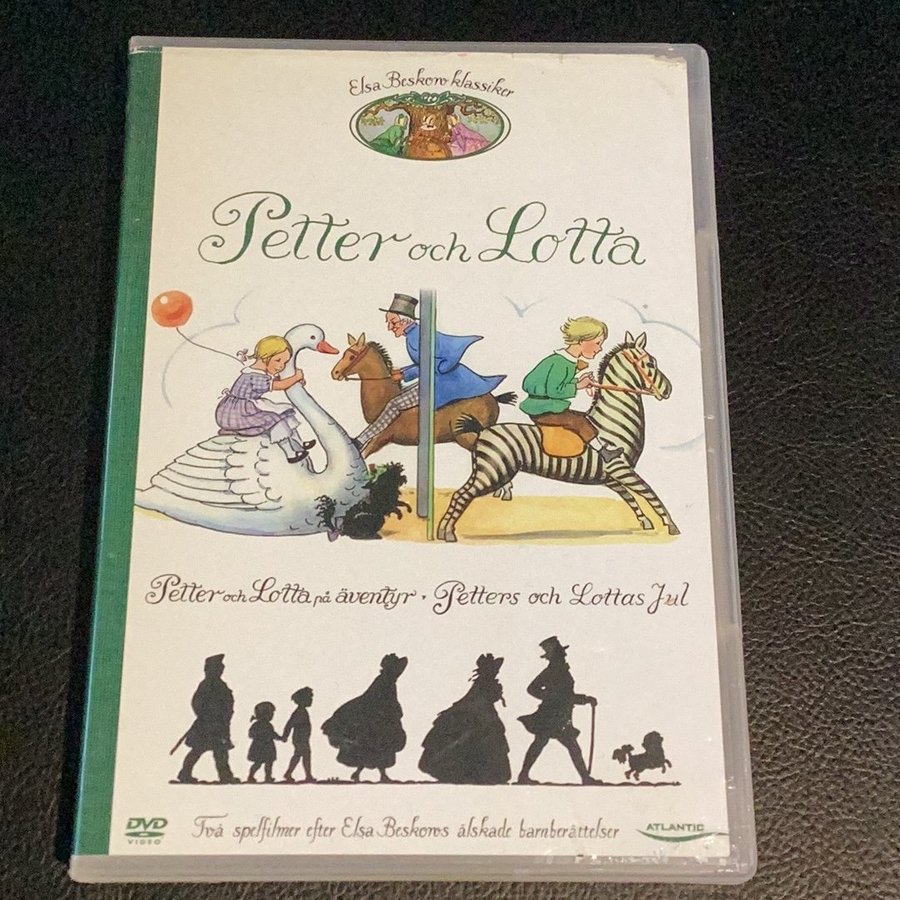 Elsa Beskow klassiker
Petter och Lotta
Petter och Lotta på äventyr · Petters och Lottas Jul
DVD
VIDEO
Två spelfilmer efter Elsa Beskows älskade barnberättelser
ATLANTIC